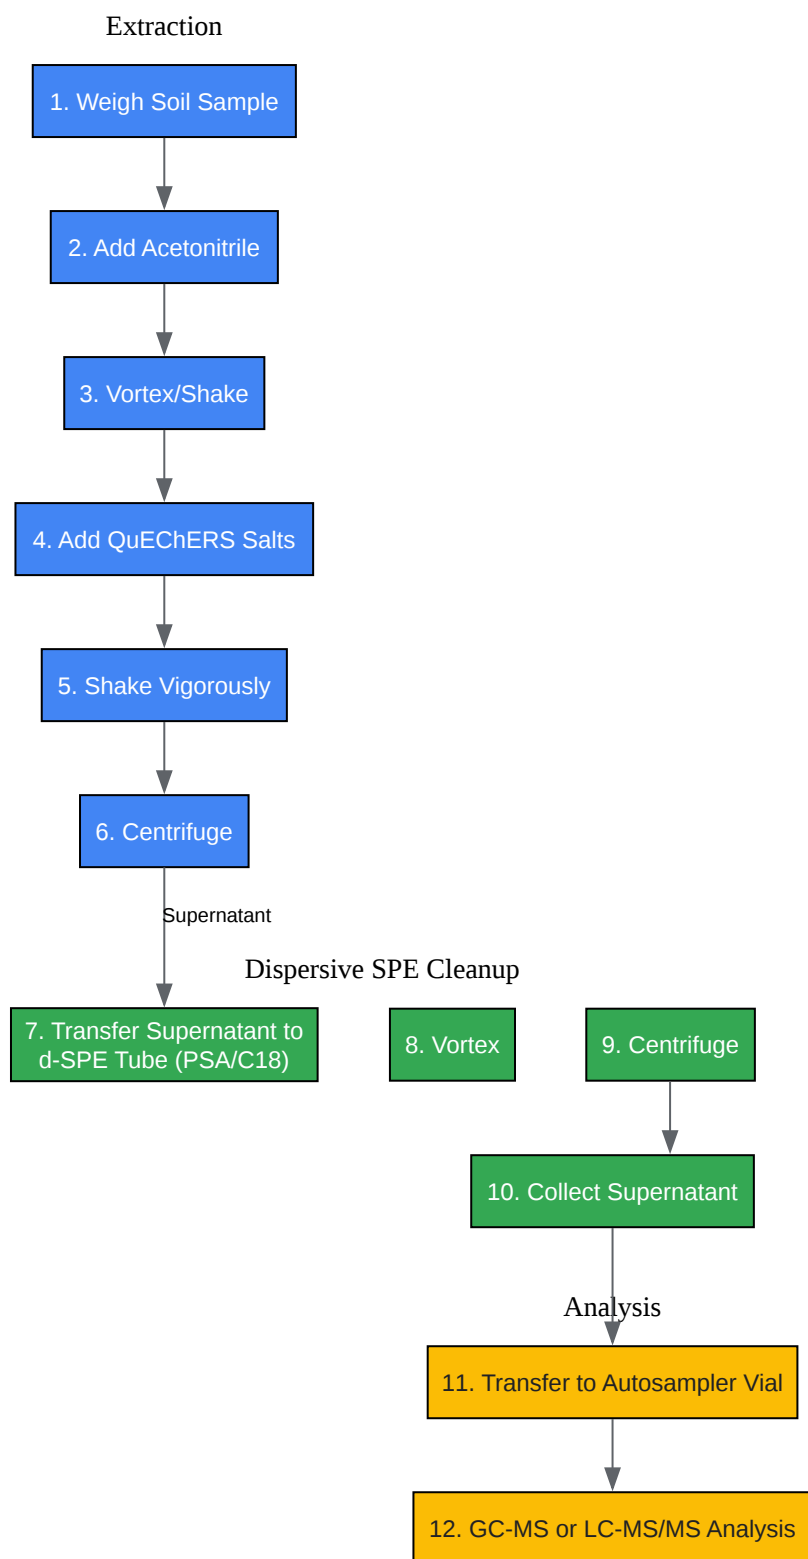 Extraction
1. Weigh Soil Sample
2. Add Acetonitrile
3. Vortex/Shake
4. Add QuEChERS Salts
5. Shake Vigorously
6. Centrifuge
Supernatant
Dispersive SPE Cleanup
7. Transfer Supernatant to
d-SPE Tube (PSA/C18)
8. Vortex
9. Centrifuge
10. Collect Supernatant
Analysis
11. Transfer to Autosampler Vial
12. GC-MS or LC-MS/MS Analysis